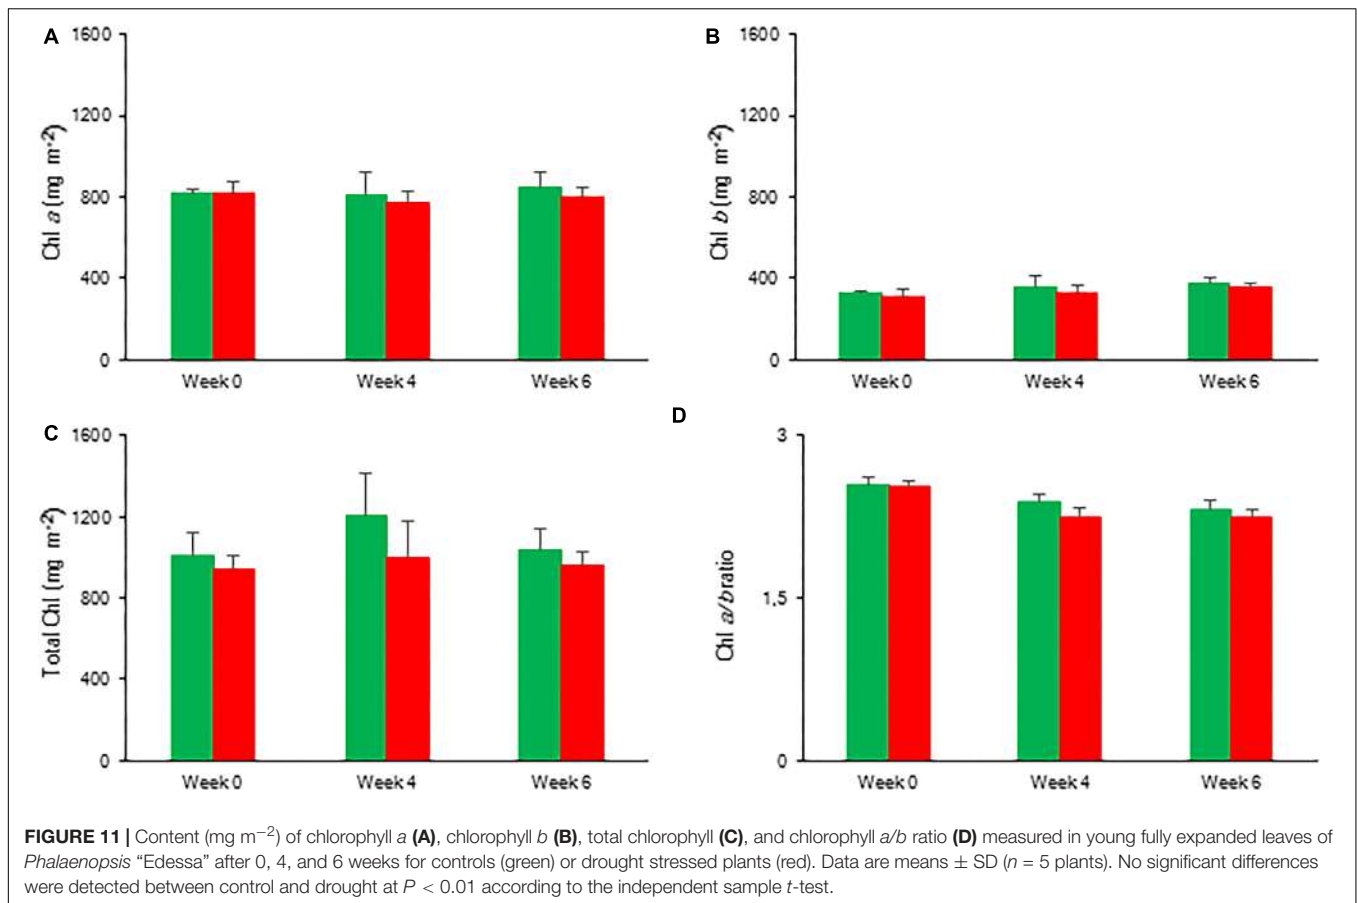 A
1600
1200
800
400
0
Chl a (mg m-2)
Week 0 Week 4 Week 6
B
1600
1200
800
400
0
Chl b (mg m-2)
Week 0 Week 4 Week 6
C
1600
1200
800
400
0
Total Chl (mg m-2)
Week 0 Week 4 Week 6
D
3
1,5
0
Chl a/b ratio
Week 0 Week 4 Week 6
FIGURE 11 | Content (mg m−2) of chlorophyll a (A), chlorophyll b (B), total chlorophyll (C), and chlorophyll a/b ratio (D) measured in young fully expanded leaves of
Phalaenopsis “Edessa” after 0, 4, and 6 weeks for controls (green) or drought stressed plants (red). Data are means ± SD (n = 5 plants). No significant differences
were detected between control and drought at P < 0.01 according to the independent sample t-test.